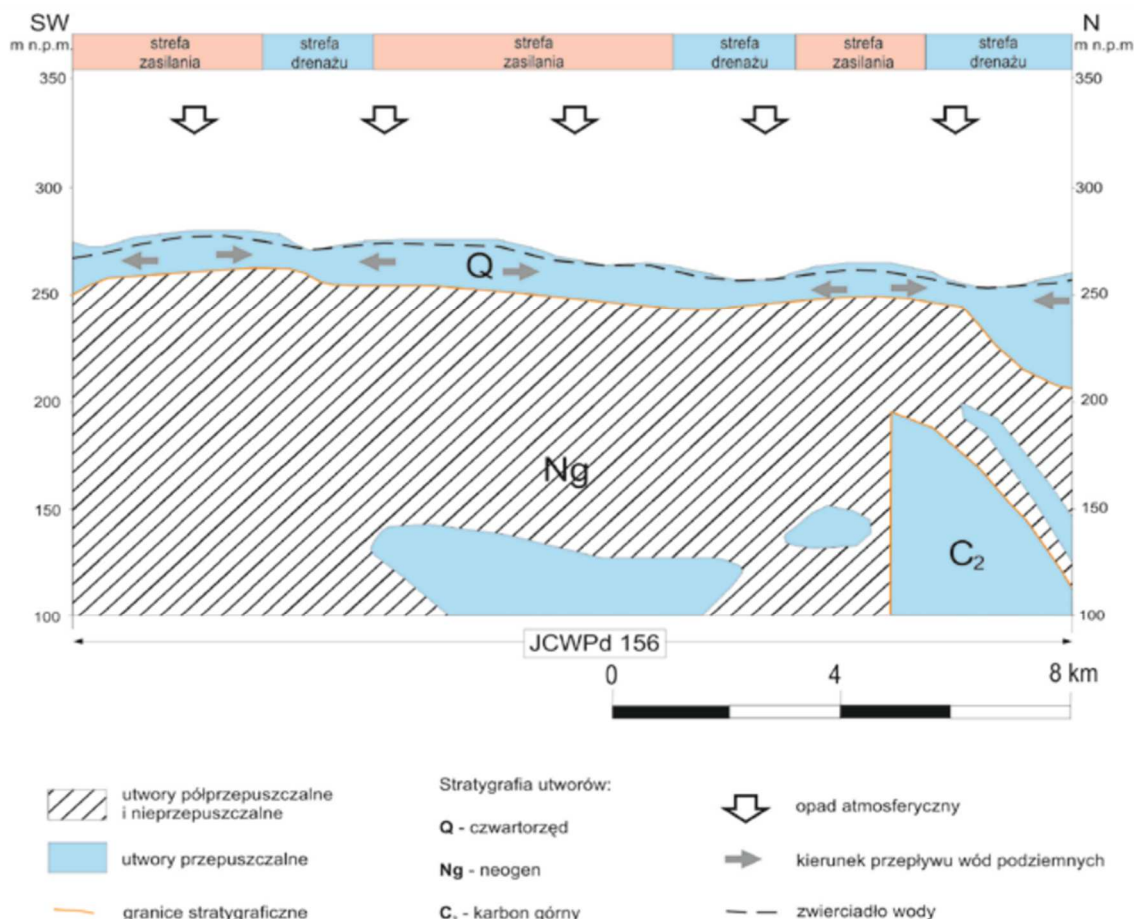 SW
N
m n.p.m.
m n.p.m.
strefa zasilania
strefa drenażu
strefa zasilania
strefa drenażu
strefa zasilania
strefa drenażu
350
350
300
300
250
250
200
200
150
150
100
100
Q
Ng
C₂
JCWPd 156
0 4 8 km
utwory półprzepuszczalne
i nieprzepuszczalne
utwory przepuszczalne
granice stratygraficzne
Stratygrafia utworów:
Q - czwartorzęd
Ng - neogen
C - karbon górny
opad atmosferyczny
kierunek przepływu wód podziemnych
zwierciadło wody